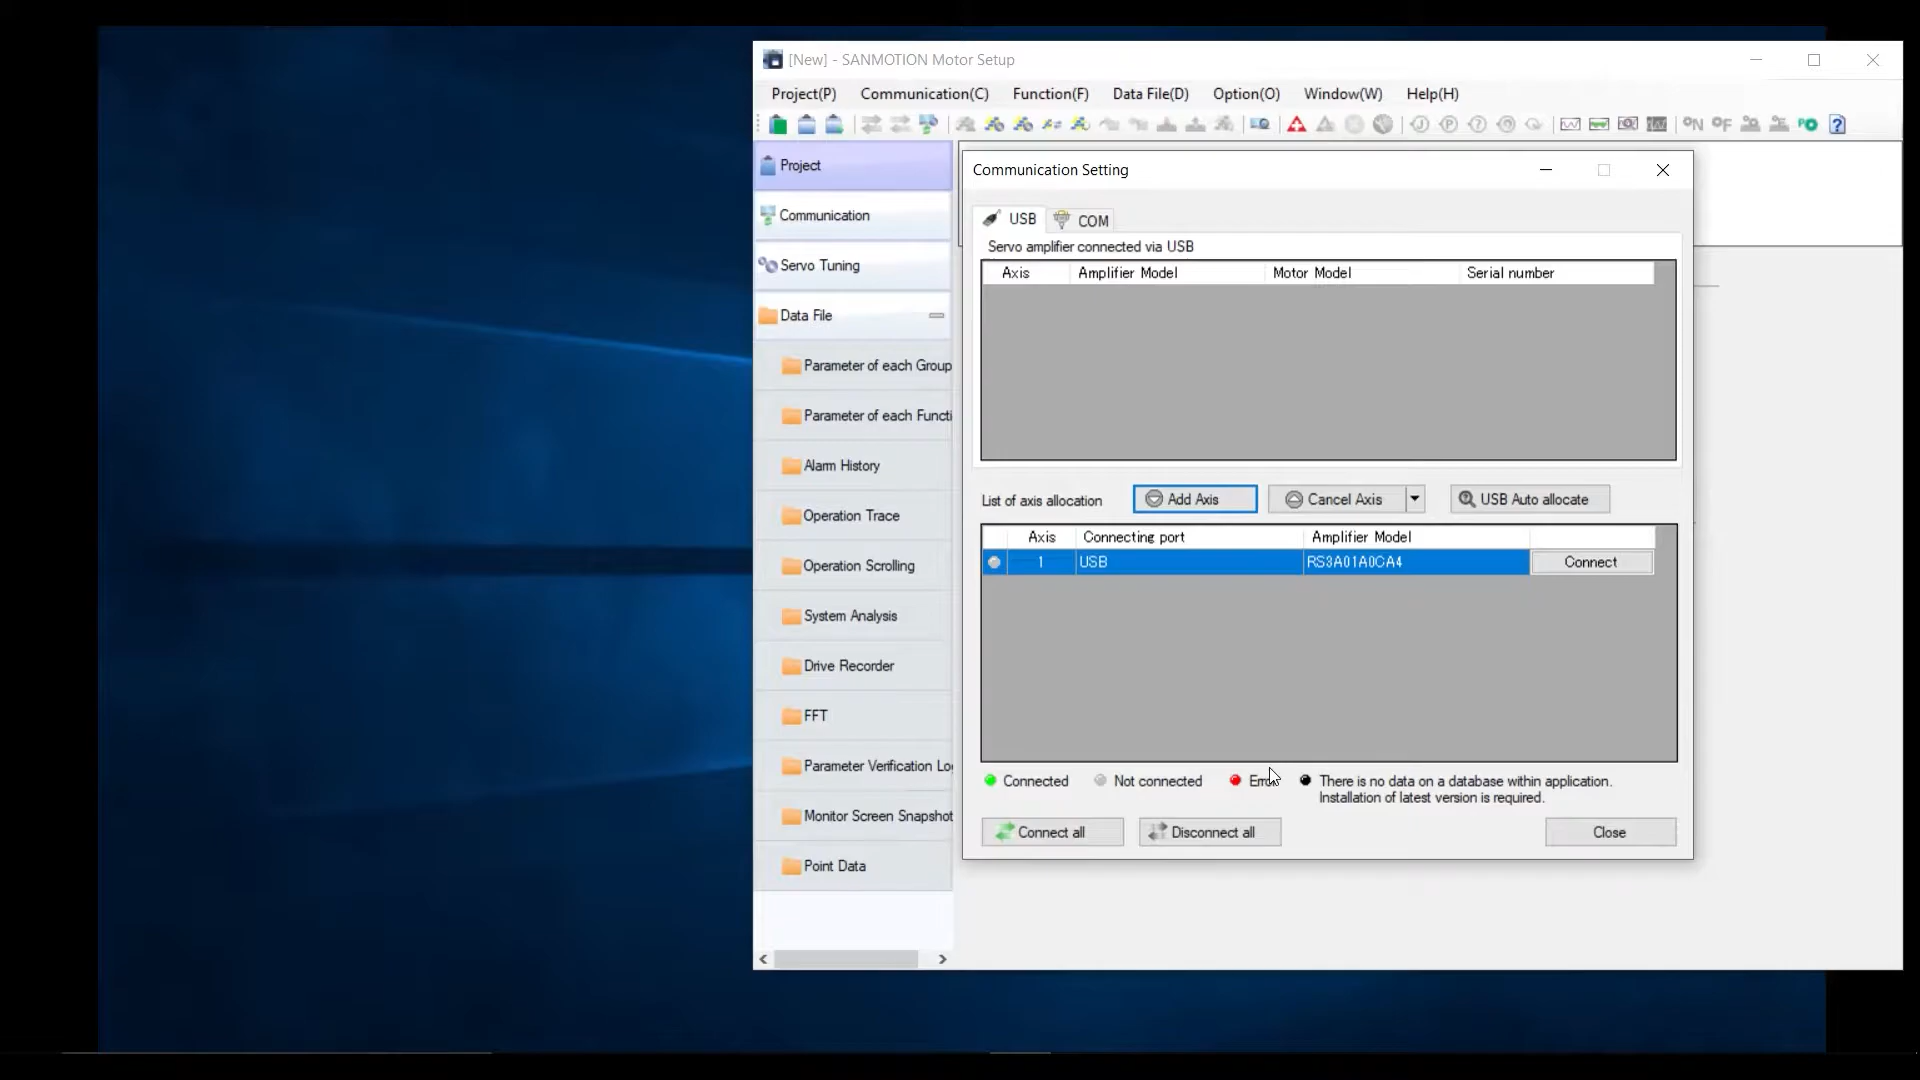 [New] - SANMOTION Motor Setup
Project(P) Communication(C) Function(F) Data File(D) Option(O) Window(W) Help(H)
Project
Communication
Servo Tuning
Data File
Parameter of each Group
Parameter of each Functi
Alarm History
Operation Trace
Operation Scrolling
System Analysis
Drive Recorder
FFT
Parameter Verification Lo
Monitor Screen Snapshot
Point Data
Communication Setting
USB COM
Servo amplifier connected via USB
Axis Amplifier Model Motor Model Serial number
List of axis allocation Add Axis Cancel Axis USB Auto allocate
Axis Connecting port Amplifier Model
1 USB RS3A01A0CA4 Connect
Connected Not connected Error There is no data on a database within application.
Installation of latest version is required.
Connect all Disconnect all Close